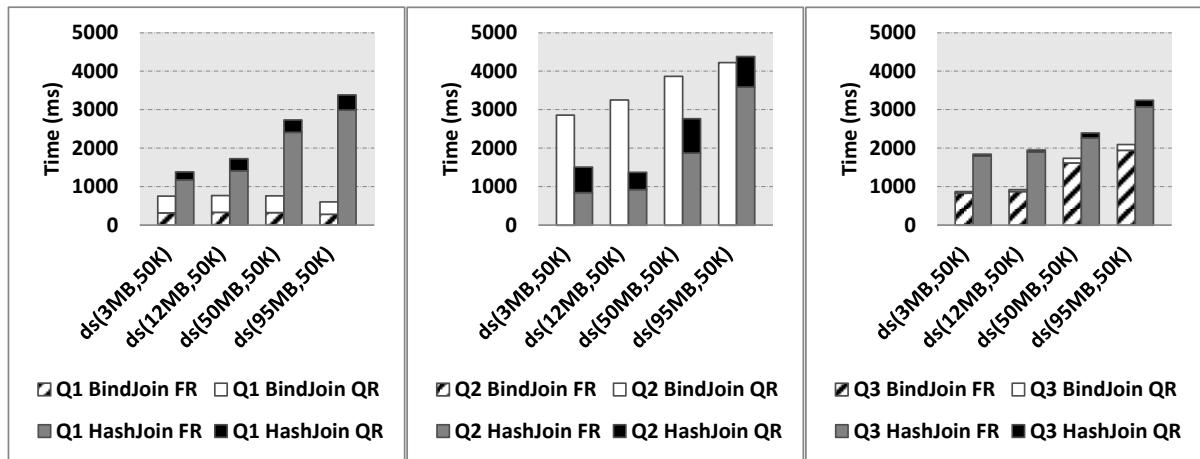 Time (ms)
5000
4000
3000
2000
1000
0
ds(3MB,50K)
ds(12MB,50K)
ds(50MB,50K)
ds(95MB,50K)
Q1 BindJoin FR
Q1 BindJoin QR
Q1 HashJoin FR
Q1 HashJoin QR
Time (ms)
5000
4000
3000
2000
1000
0
ds(3MB,50K)
ds(12MB,50K)
ds(50MB,50K)
ds(95MB,50K)
Q2 BindJoin FR
Q2 BindJoin QR
Q2 HashJoin FR
Q2 HashJoin QR
Time (ms)
5000
4000
3000
2000
1000
0
ds(3MB,50K)
ds(12MB,50K)
ds(50MB,50K)
ds(95MB,50K)
Q3 BindJoin FR
Q3 BindJoin QR
Q3 HashJoin FR
Q3 HashJoin QR